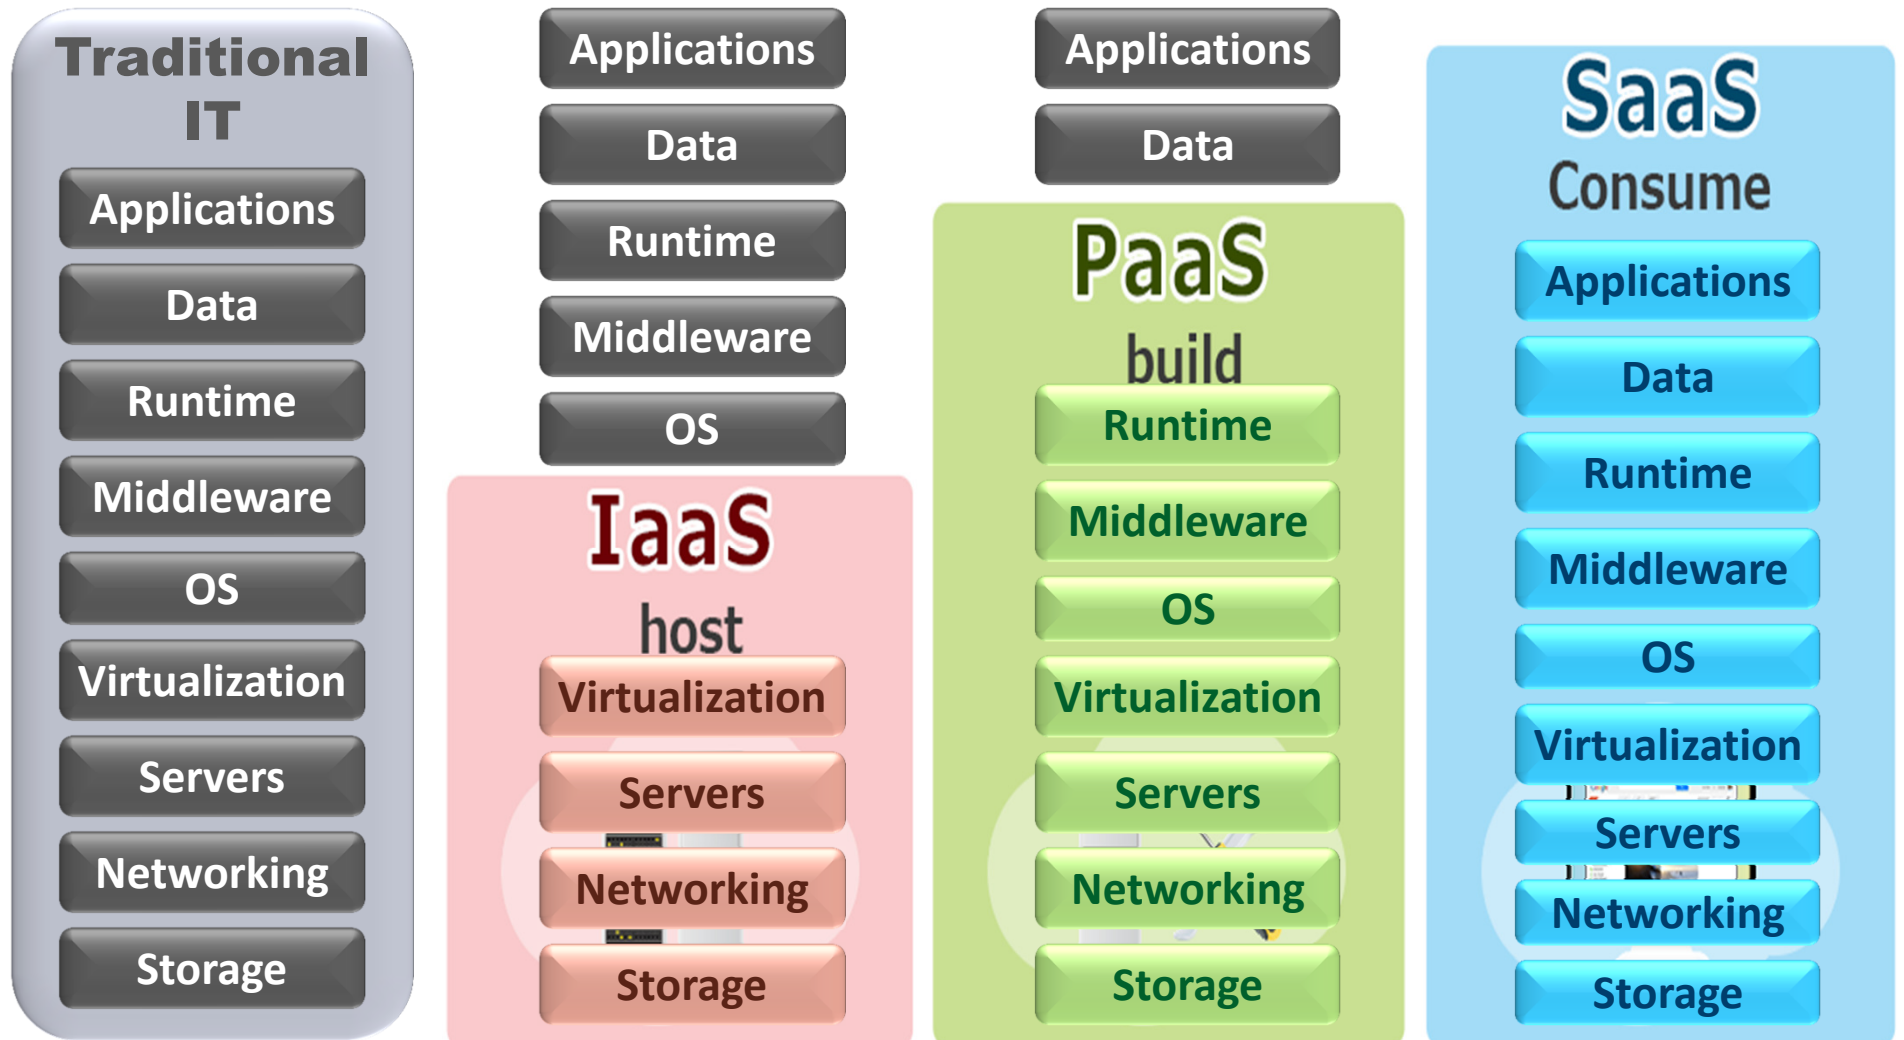 Traditional
IT
Applications
Data
Runtime
Middleware
OS
Virtualization
Servers
Networking
Storage
Applications
Data
Runtime
Middleware
OS
IaaS
host
Virtualization
Servers
Networking
Storage
Applications
Data
PaaS
build
Runtime
Middleware
OS
Virtualization
Servers
Networking
Storage
SaaS
Consume
Applications
Data
Runtime
Middleware
OS
Virtualization
Servers
Networking
Storage